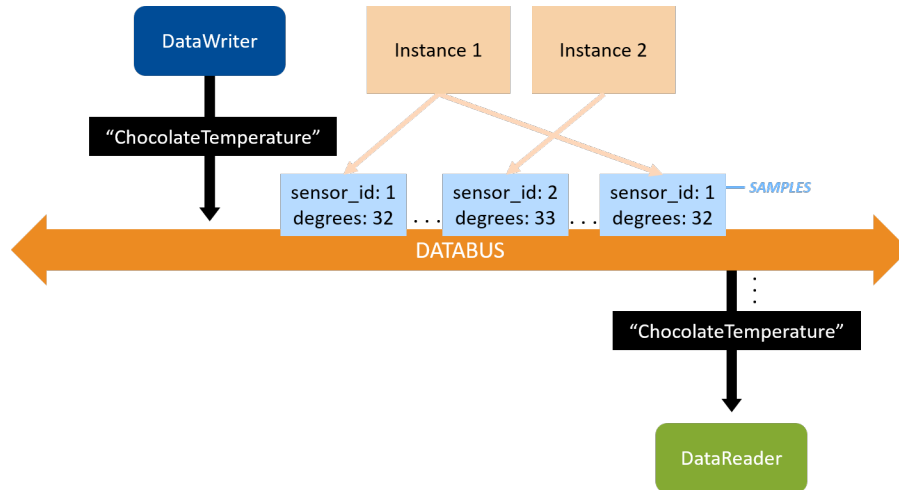 DataWriter
Instance 1
Instance 2
“ChocolateTemperature”
sensor_id: 1
degrees: 32
. . .
sensor_id: 2
degrees: 33
. . .
sensor_id: 1
degrees: 32
SAMPLES
DATABUS
“ChocolateTemperature”
DataReader